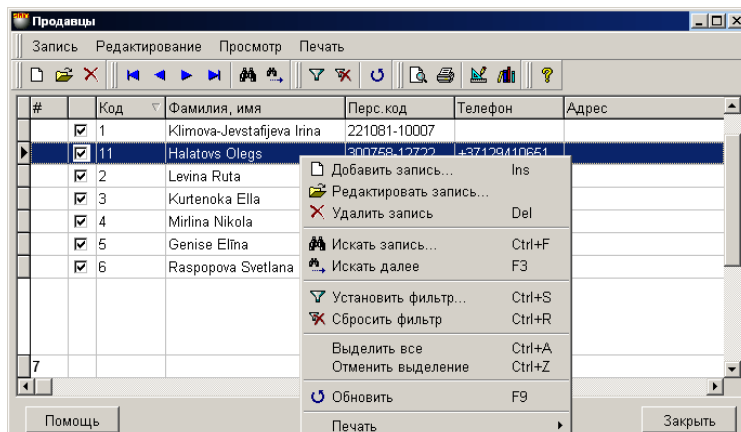 Продавцы
Запись Редактирование Просмотр Печать
# Код Фамилия, имя Перс.код Телефон Адрес
1 Klimova-Jevstafijeva Irina 221081-10007
11 Halatovs Olegs 300758-12722 +37129410651
2 Levina Ruta
3 Kurtenoka Ella
4 Mirlina Nikola
5 Genise Elīna
6 Raspopova Svetlana
7
Добавить запись... Ins
Редактировать запись...
Удалить запись Del
Искать запись... Ctrl+F
Искать далее F3
Установить фильтр... Ctrl+S
Сбросить фильтр Ctrl+R
Выделить все Ctrl+A
Отменить выделение Ctrl+Z
Обновить F9
Печать
Помощь Закрыть